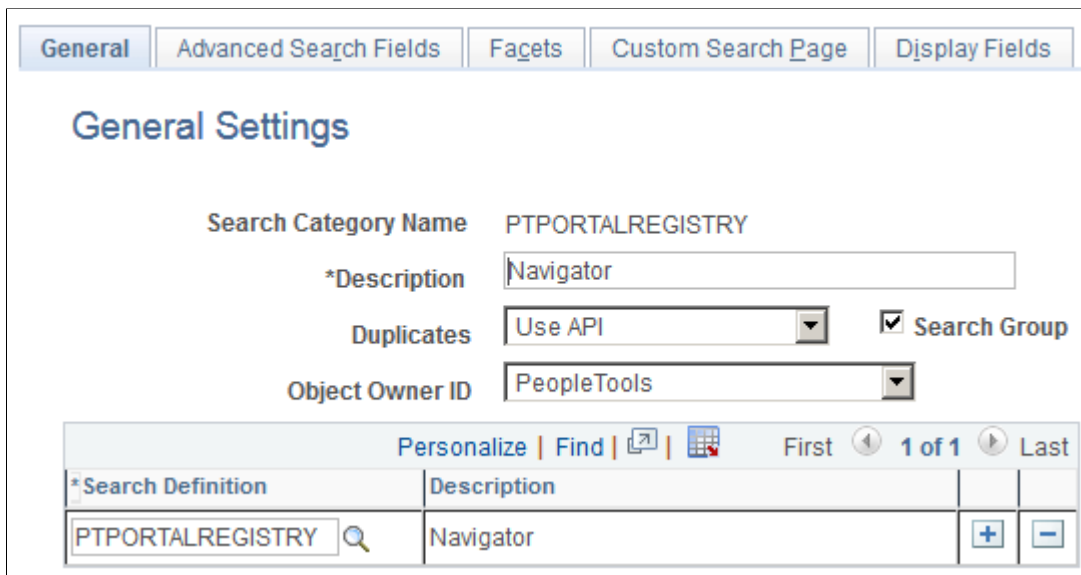 General Advanced Search Fields Facets Custom Search Page Display Fields
General Settings
Search Category Name PTPORTALREGISTRY
*Description Navigator
Duplicates Use API Search Group
Object Owner ID PeopleTools
Personalize | Find | | First 1 of 1 Last
*Search Definition Description
PTPORTALREGISTRY Navigator